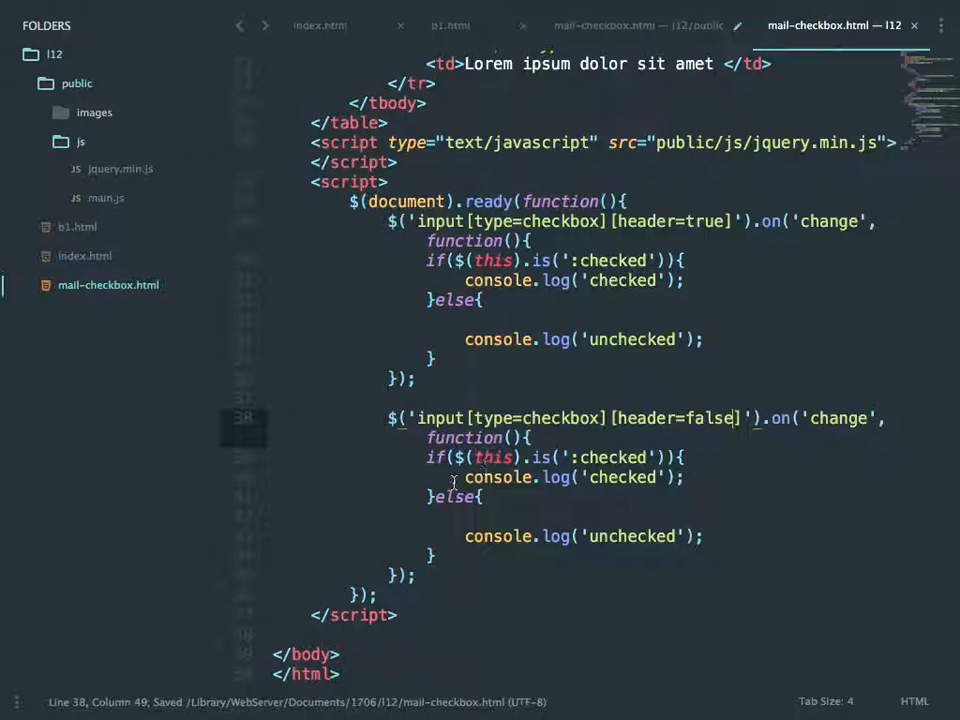 FOLDERS
index.html
b1.html
mail-checkbox.html — l12/public
mail-checkbox.html — l12
l12
public
images
js
jquery.min.js
main.js
b1.html
index.html
mail-checkbox.html
<td>Lorem ipsum dolor sit amet </td>
</tr>
</tbody>
</table>
<script type="text/javascript" src="public/js/jquery.min.js">
</script>
<script>
$(document).ready(function(){
$('input[type=checkbox][header=true]').on('change',
function(){
if($(this).is(':checked')){
console.log('checked');
}else{
console.log('unchecked');
}
});
38
$('input[type=checkbox][header=false]').on('change',
function(){
if($(this).is(':checked')){
console.log('checked');
}else{
console.log('unchecked');
}
});
});
</script>
</body>
</html>
Line 38, Column 49; Saved /Library/WebServer/Documents/1706/l12/mail-checkbox.html (UTF-8)
Tab Size: 4
HTML